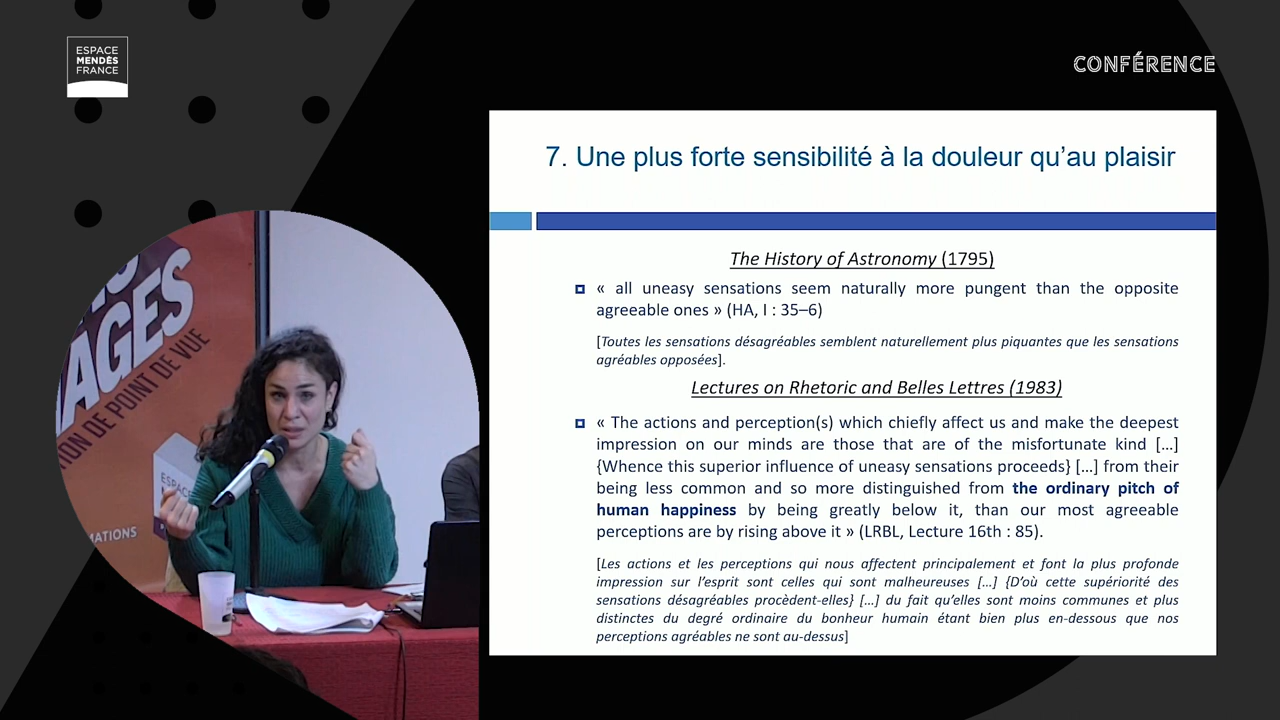 ESPACE
MENDÈS
FRANCE
CONFÉRENCE
7. Une plus forte sensibilité à la douleur qu’au plaisir
The History of Astronomy (1795)
« all uneasy sensations seem naturally more pungent than the opposite
agreeable ones » (HA, I : 35–6)
[Toutes les sensations désagréables semblent naturellement plus piquantes que les sensations
agréables opposées].
Lectures on Rhetoric and Belles Lettres (1983)
« The actions and perception(s) which chiefly affect us and make the deepest
impression on our minds are those that are of the misfortunate kind […]
{Whence this superior influence of uneasy sensations proceeds} […] from their
being less common and so more distinguished from the ordinary pitch of
human happiness by being greatly below it, than our most agreeable
perceptions are by rising above it » (LRBL, Lecture 16th : 85).
[Les actions et les perceptions qui nous affectent principalement et font la plus profonde
impression sur l’esprit sont celles qui sont malheureuses […] {D’où cette supériorité des
sensations désagréables procèdent-elles} […] du fait qu’elles sont moins communes et plus
distinctes du degré ordinaire du bonheur humain étant bien plus en-dessous que nos
perceptions agréables ne sont au-dessus]
AGES
ION DE POINT DE VUE
ESPACE
MATIONS